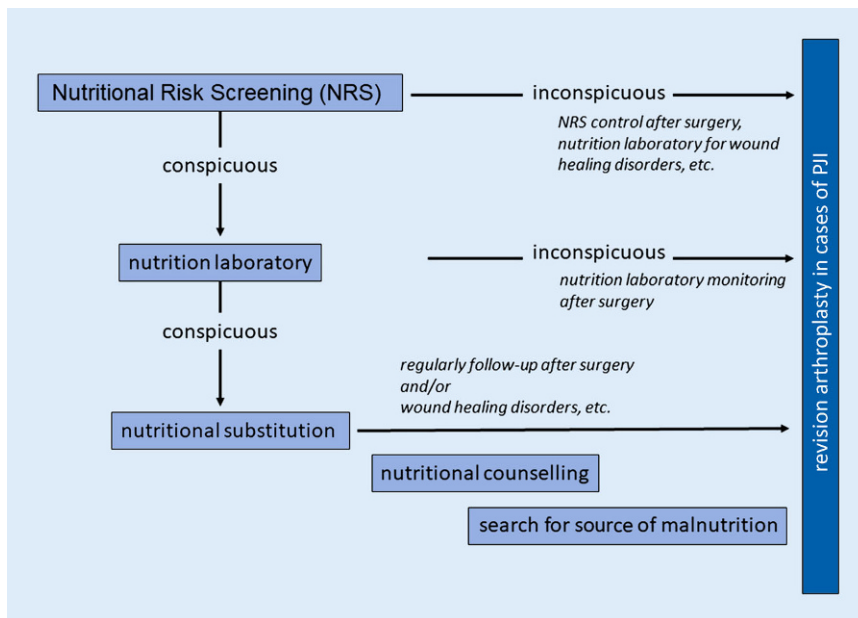 Nutritional Risk Screening (NRS)
inconspicuous
NRS control after surgery,
nutrition laboratory for wound
healing disorders, etc.
conspicuous
nutrition laboratory
inconspicuous
nutrition laboratory monitoring
after surgery
conspicuous
regularly follow-up after surgery
and/or
wound healing disorders, etc.
nutritional substitution
nutritional counselling
search for source of malnutrition
revision arthroplasty in cases of PJI